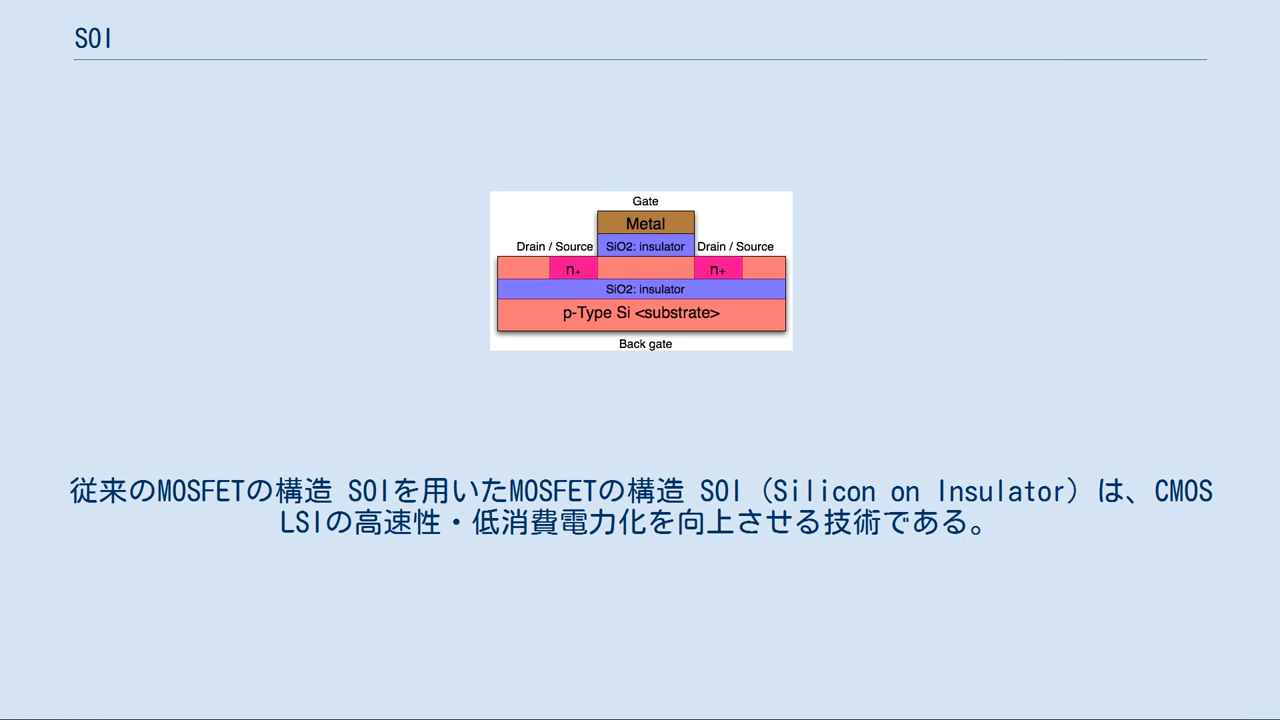 SOI
Gate
Metal
Drain / Source SiO2: insulator Drain / Source
n+ n+
SiO2: insulator
p-Type Si <substrate>
Back gate
従来のMOSFETの構造 SOIを用いたMOSFETの構造 SOI（Silicon on Insulator）は、CMOS
LSIの高速性・低消費電力化を向上させる技術である。